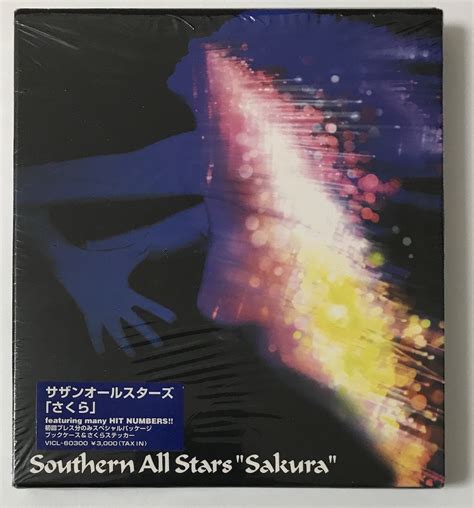 サザンオールスターズ
「さくら」
featuring many HIT NUMBERS!!
初回プレス分のみスペシャルパッケージ
ブックケース&さくらステッカー
VICL-60300 ¥3,000(TAX IN)
Southern All Stars "Sakura"